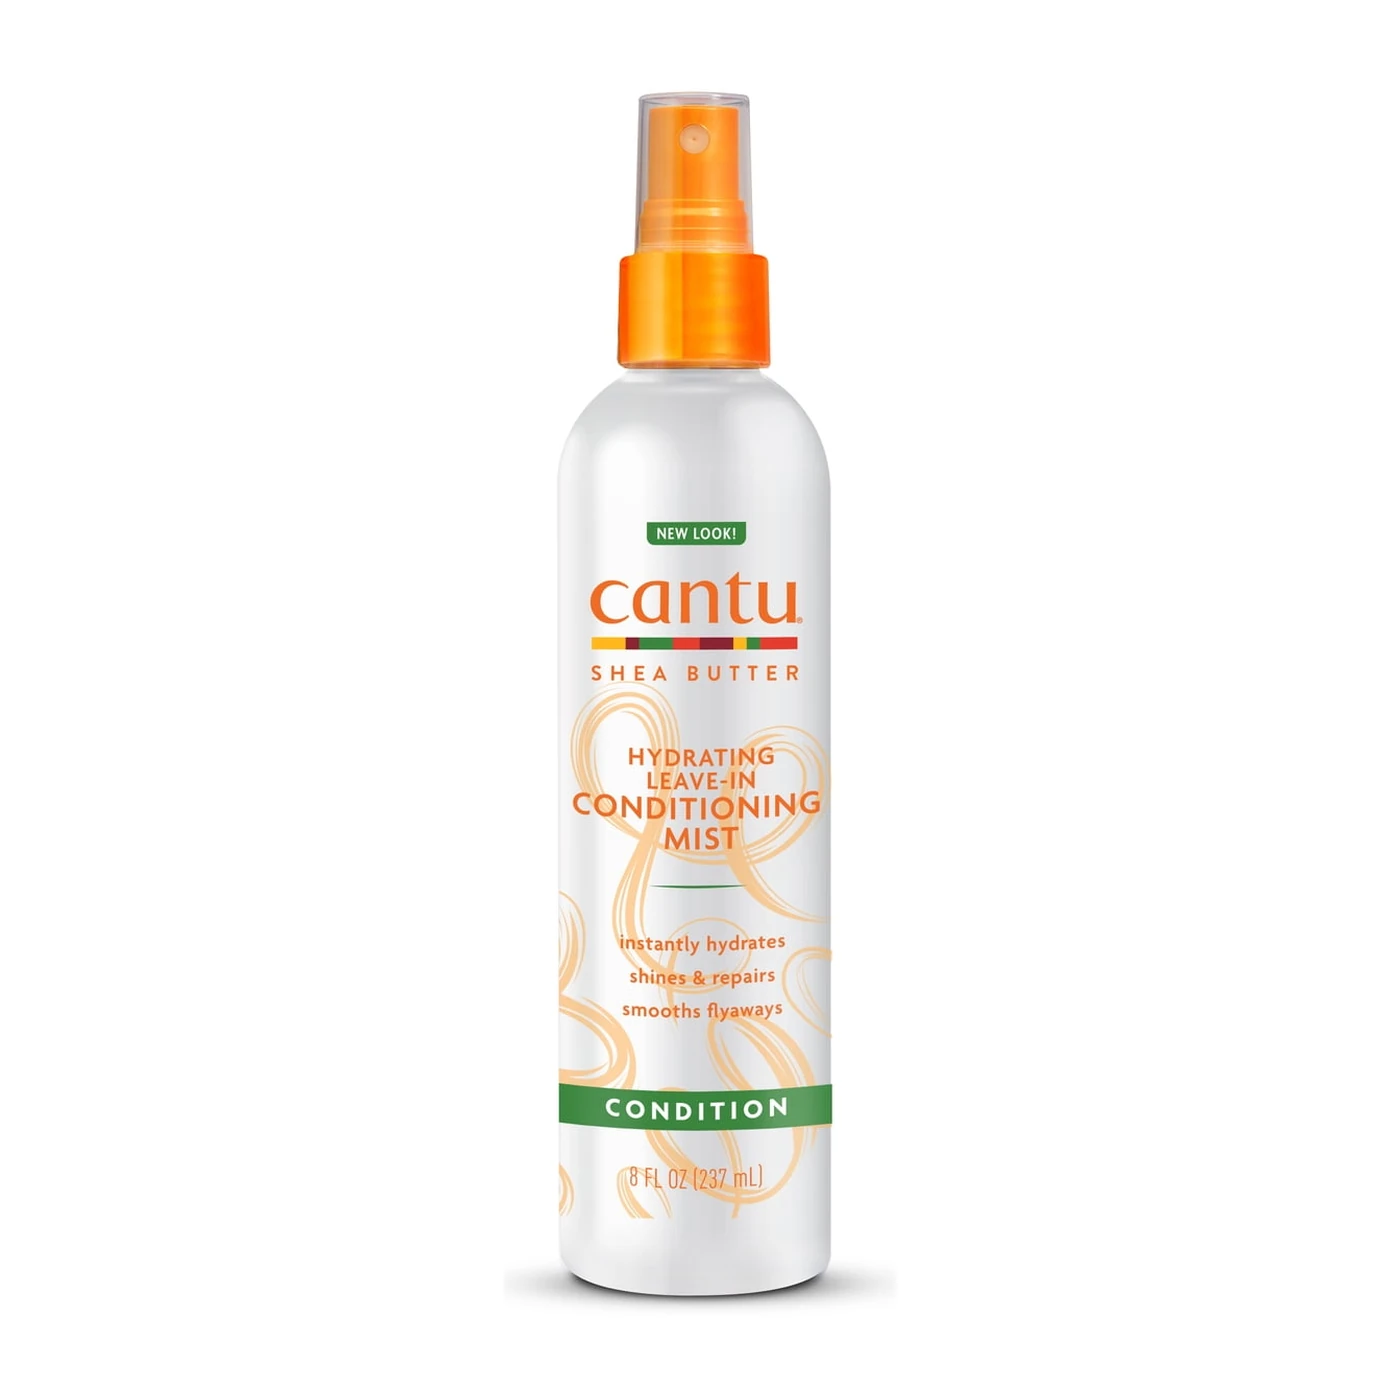 NEW LOOK!
cantu®
SHEA BUTTER
HYDRATING
LEAVE-IN
CONDITIONING
MIST
instantly hydrates
shines & repairs
smooths flyaways
CONDITION
8 FL OZ (237 mL)